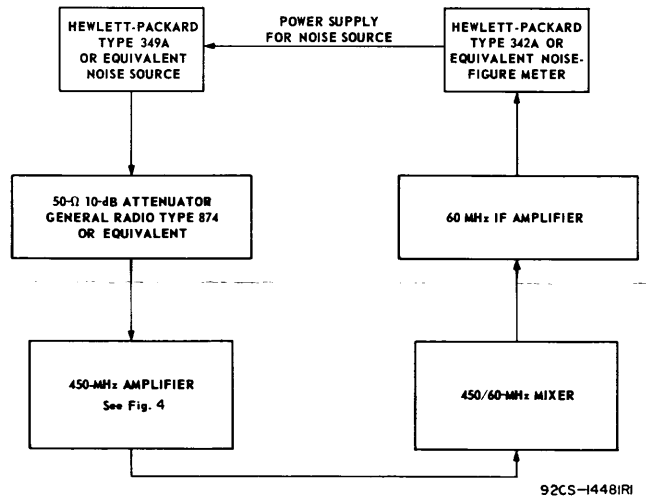 HEWLETT-PACKARD
TYPE 349A
OR EQUIVALENT
NOISE SOURCE
POWER SUPPLY
FOR NOISE SOURCE
HEWLETT-PACKARD
TYPE 342A OR
EQUIVALENT NOISE-
FIGURE METER
50-Ω 10-dB ATTENUATOR
GENERAL RADIO TYPE 874
OR EQUIVALENT
60 MHz IF AMPLIFIER
450-MHz AMPLIFIER
See Fig. 4
450/60-MHz MIXER
92CS-14481R1